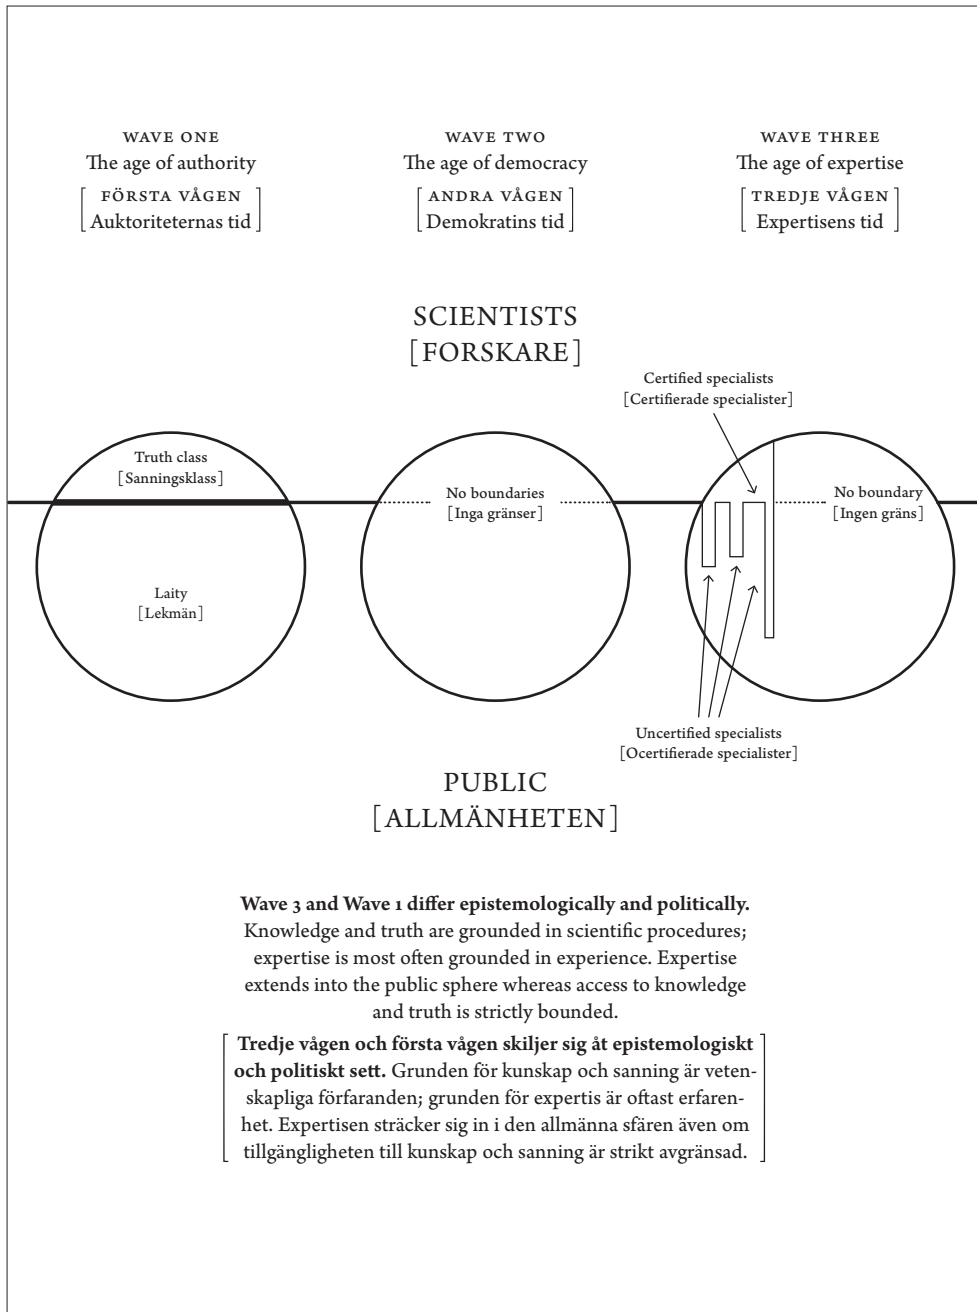 WAVE ONE
The age of authority
[FÖRSTA VÅGEN
Auktoriteternas tid]
WAVE TWO
The age of democracy
[ANDRA VÅGEN
Demokratins tid]
WAVE THREE
The age of expertise
[TREDJE VÅGEN
Expertisens tid]
SCIENTISTS
[FORSKARE]
Certified specialists
[Certifierade specialister]
Truth class
[Sanningsklass]
No boundaries
[Inga gränser]
No boundary
[Ingen gräns]
Laity
[Lekmän]
Uncertified specialists
[Ocertifierade specialister]
PUBLIC
[ALLMÄNHETEN]
Wave 3 and Wave 1 differ epistemologically and politically.
Knowledge and truth are grounded in scientific procedures;
expertise is most often grounded in experience. Expertise
extends into the public sphere whereas access to knowledge
and truth is strictly bounded.
[Tredje vågen och första vågen skiljer sig åt epistemologiskt
och politiskt sett. Grunden för kunskap och sanning är veten-
skapliga förfaranden; grunden för expertis är oftast erfaren-
het. Expertisen sträcker sig in i den allmänna sfären även om
tillgängligheten till kunskap och sanning är strikt avgränsad.]